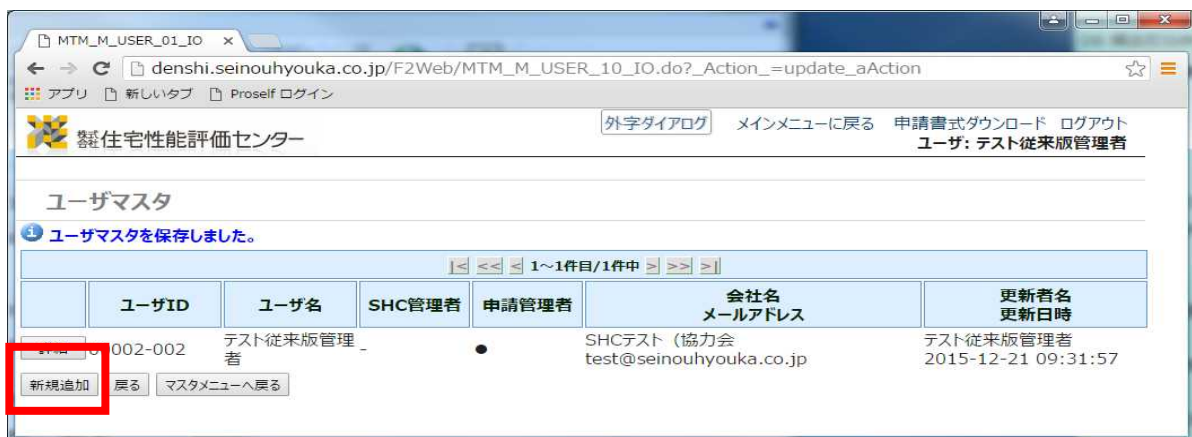 MTM_M_USER_01_IO
denshi.seinouhyouka.co.jp/F2Web/MTM_M_USER_10_IO.do?_Action_=update_aAction
アプリ 新しいタブ Proself ログイン
外字ダイアログ メインメニューに戻る 申請書式ダウンロード ログアウト
株式会社住宅性能評価センター
ユーザ: テスト従来版管理者
ユーザマスタ
ユーザマスタを保存しました。
|< << < 1～1件目/1件中 > >> >|
ユーザID ユーザ名 SHC管理者 申請管理者 会社名 更新者名
メールアドレス 更新日時
002-002 テスト従来版管理者 - ● SHCテスト（協力会 テスト従来版管理者
test@seinouhyouka.co.jp 2015-12-21 09:31:57
新規追加 戻る マスタメニューへ戻る